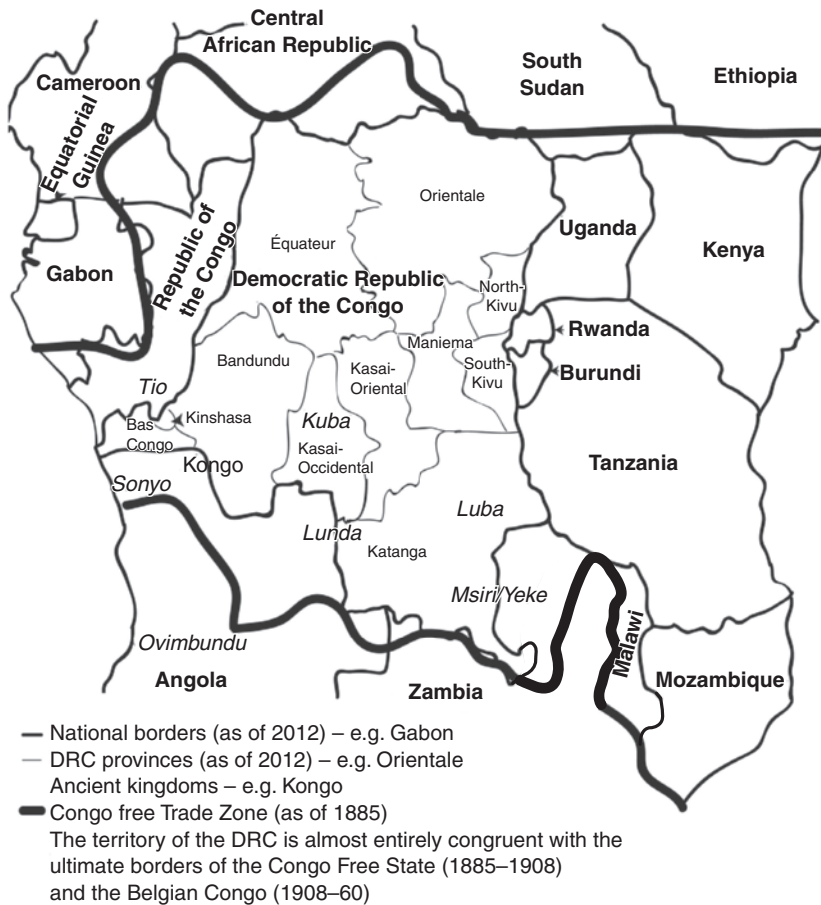 Central
African Republic
South
Sudan
Ethiopia
Cameroon
Equatorial
Guinea
Orientale
Uganda
Kenya
Équateur
Republic of
the Congo
Gabon
Democratic Republic
of the Congo
North-
Kivu
Rwanda
Maniema
Bandundu
Kasai-
Oriental
South-
Kivu
Burundi
Tio
Kinshasa
Bas
Congo
Kuba
Kongo
Kasai-
Occidental
Tanzania
Sonyo
Luba
Lunda
Katanga
Msiri/Yeke
Malawi
Ovimbundu
Angola
Zambia
Mozambique
National borders (as of 2012) – e.g. Gabon
DRC provinces (as of 2012) – e.g. Orientale
Ancient kingdoms – e.g. Kongo
Congo free Trade Zone (as of 1885)
The territory of the DRC is almost entirely congruent with the
ultimate borders of the Congo Free State (1885–1908)
and the Belgian Congo (1908–60)